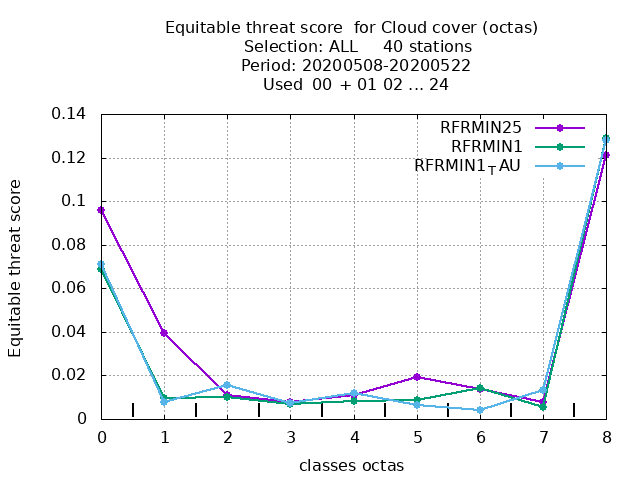 Equitable threat score  for Cloud cover (octas)
Selection: ALL     40 stations
Period: 20200508-20200522
Used  00 + 01 02 ... 24
RFRMIN25
RFRMIN1
RFRMIN1TAU
Equitable threat score
0.14
0.12
0.1
0.08
0.06
0.04
0.02
0
0 1 2 3 4 5 6 7 8
classes octas